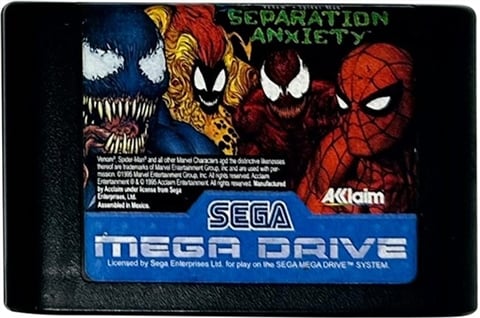 SEPARATION
ANXIETY
Venom, Spider-Man and all other Marvel Characters and the distinctive likenesses
thereof are trademarks of Marvel Entertainment Group, Inc and are used with per-
mission. ©1995 Marvel Entertainment Group, Inc. All rights reserved. Acclaim
Entertainment ® & © 1995 Acclaim Entertainment. All rights reserved. Manufactured
by Acclaim under license from Sega
Enterprises, Ltd.
Assembled in Mexico.
Acclaim
SEGA
MEGA DRIVE
Licensed by Sega Enterprises Ltd. for play on the SEGA MEGA DRIVE™ SYSTEM.